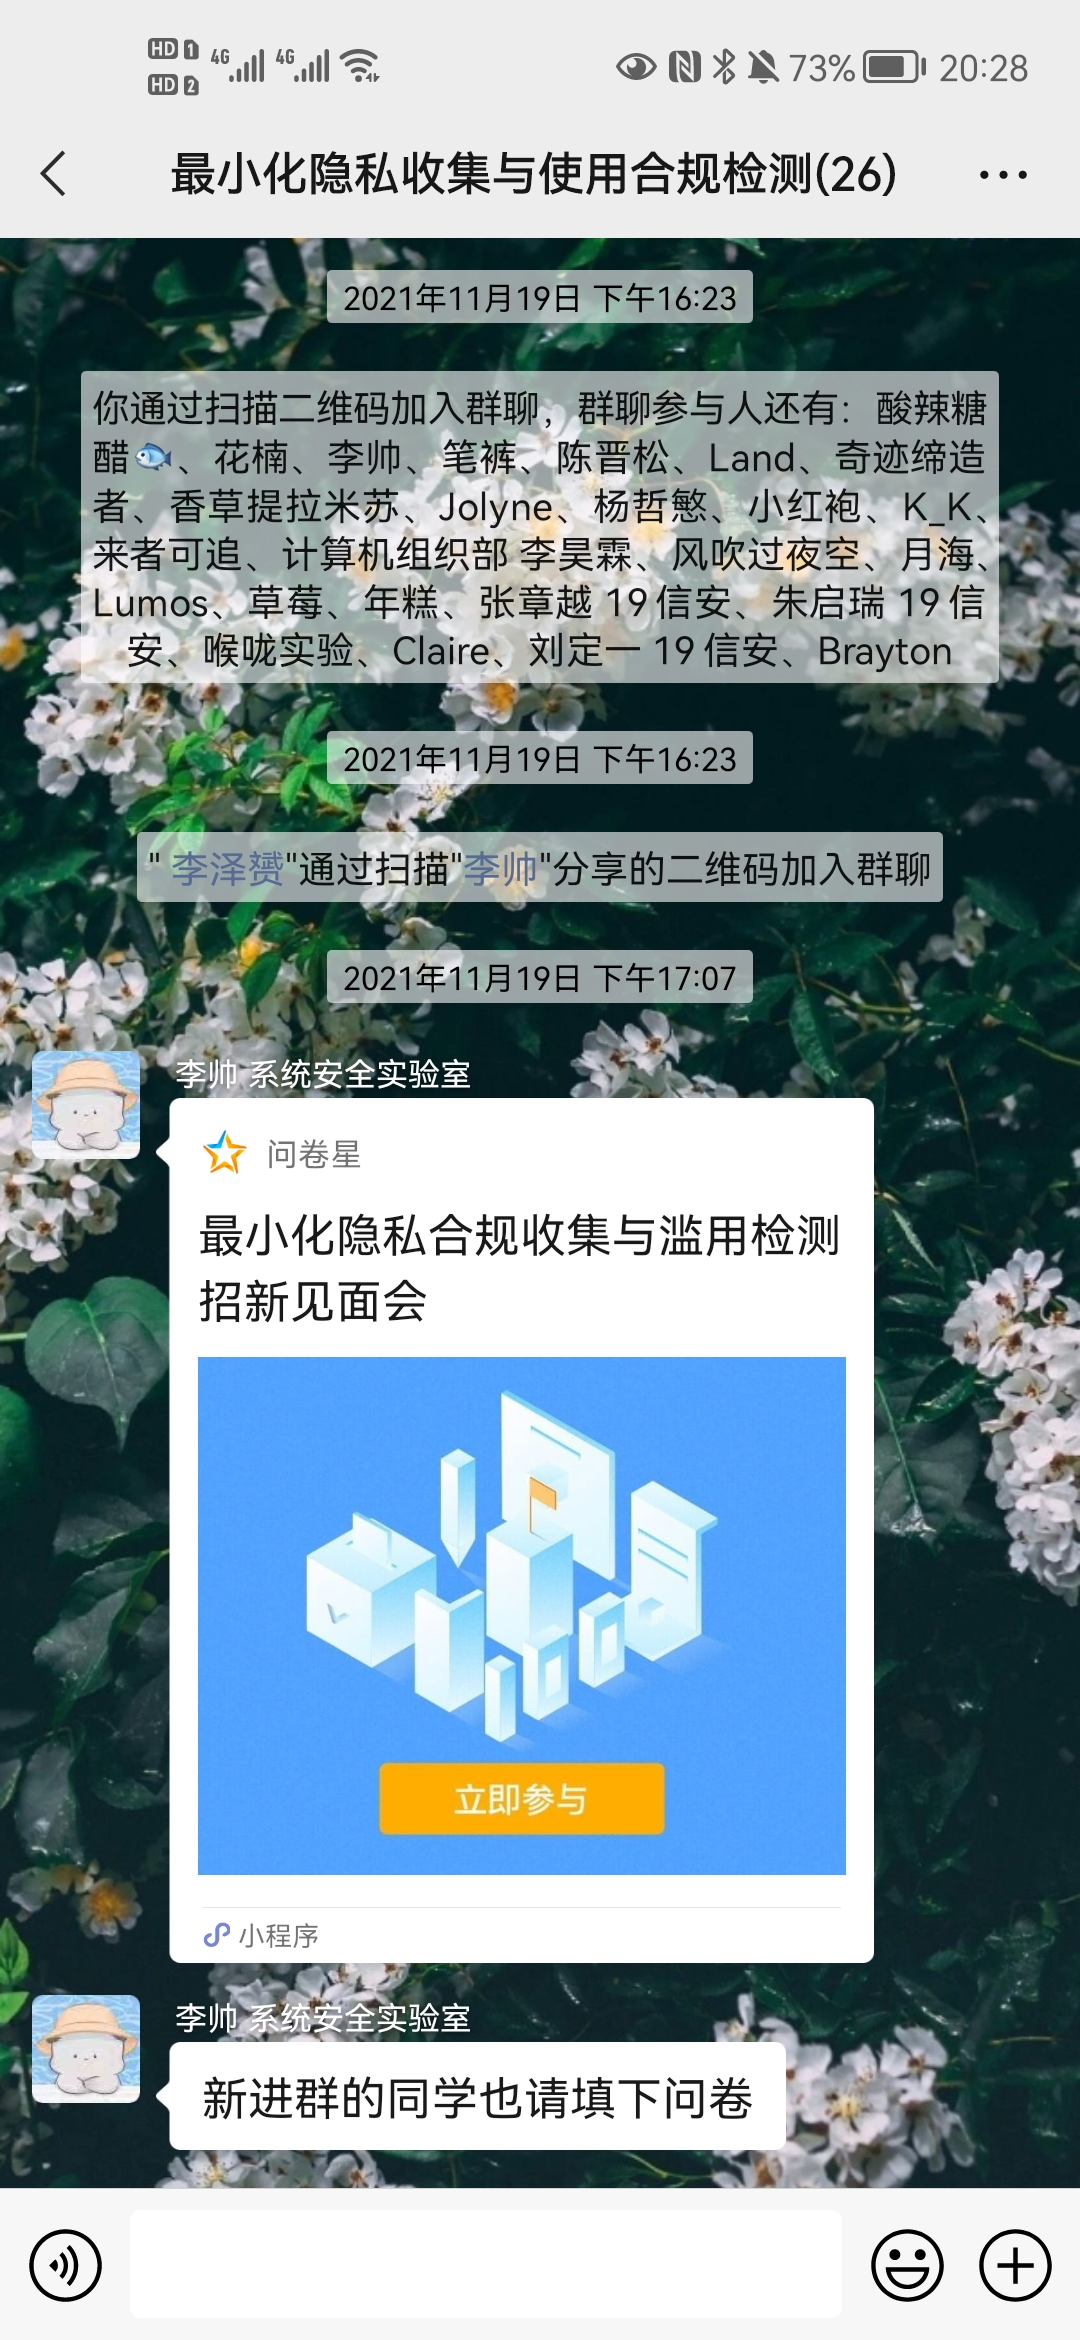 HD 1 4G 4G 73% 20:28
HD 2
最小化隐私收集与使用合规检测(26)
2021年11月19日 下午16:23
你通过扫描二维码加入群聊，群聊参与人还有：酸辣糖
醋🐟、花楠、李帅、笔裤、陈晋松、Land、奇迹缔造
者、香草提拉米苏、Jolyne、杨哲慜、小红袍、K_K、
来者可追、计算机组织部 李昊霖、风吹过夜空、月海、
Lumos、草莓、年糕、张章越 19 信安、朱启瑞 19 信
安、喉咙实验、Claire、刘定一 19 信安、Brayton
2021年11月19日 下午16:23
" 李泽赟"通过扫描"李帅"分享的二维码加入群聊
2021年11月19日 下午17:07
李帅 系统安全实验室
问卷星
最小化隐私合规收集与滥用检测
招新见面会
立即参与
小程序
李帅 系统安全实验室
新进群的同学也请填下问卷